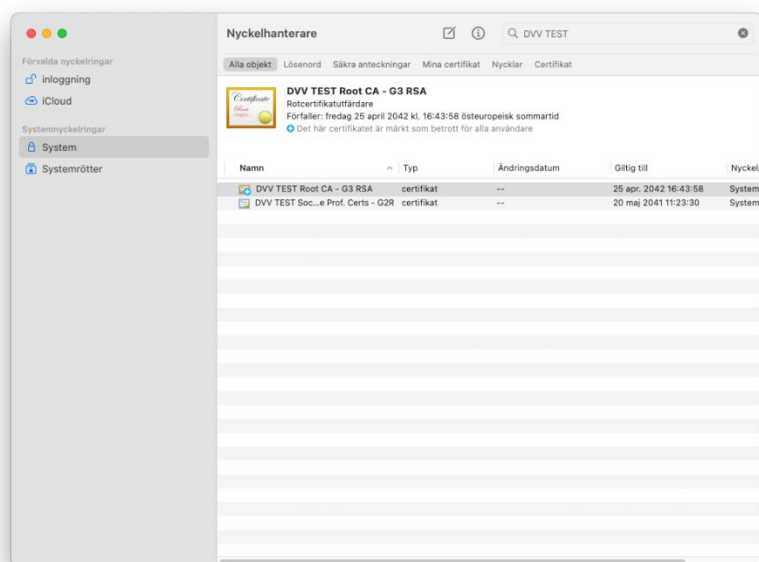 Nyckelhanterare
DVV TEST
Förvalda nyckelringar
inloggning
iCloud
Systemnyckelringar
System
Systemrötter
Alla objekt Lösenord Säkra anteckningar Mina certifikat Nycklar Certifikat
Certificate
Root
DVV TEST Root CA - G3 RSA
Rotcertifikatutfärdare
Förfaller: fredag 25 april 2042 kl. 16:43:58 östeuropeisk sommartid
Det här certifikatet är märkt som betrott för alla användare
Namn Typ Ändringsdatum Giltig till Nyckel
DVV TEST Root CA - G3 RSA certifikat -- 25 apr. 2042 16:43:58 System
DVV TEST Soc...e Prof. Certs - G2R certifikat -- 20 maj 2041 11:23:30 System